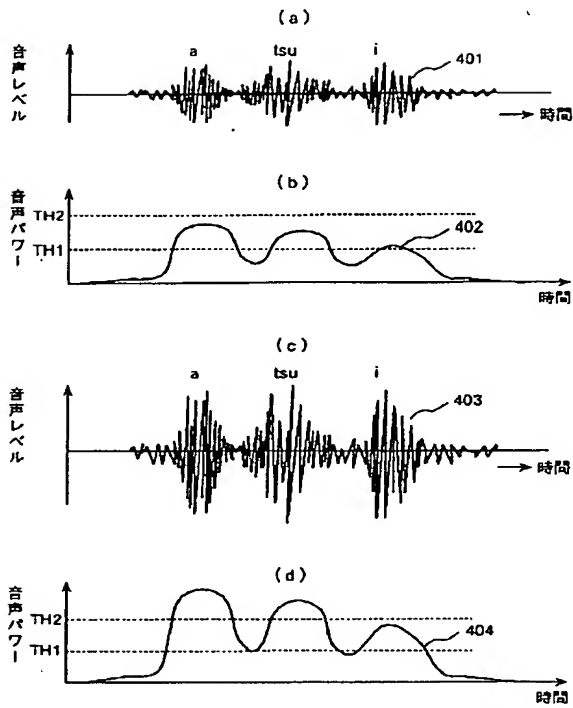 (a)
音声レベル
a tsu i
401
時間
(b)
音声パワー
TH2
TH1
402
時間
(c)
音声レベル
a tsu i
403
時間
(d)
音声パワー
TH2
TH1
404
時間